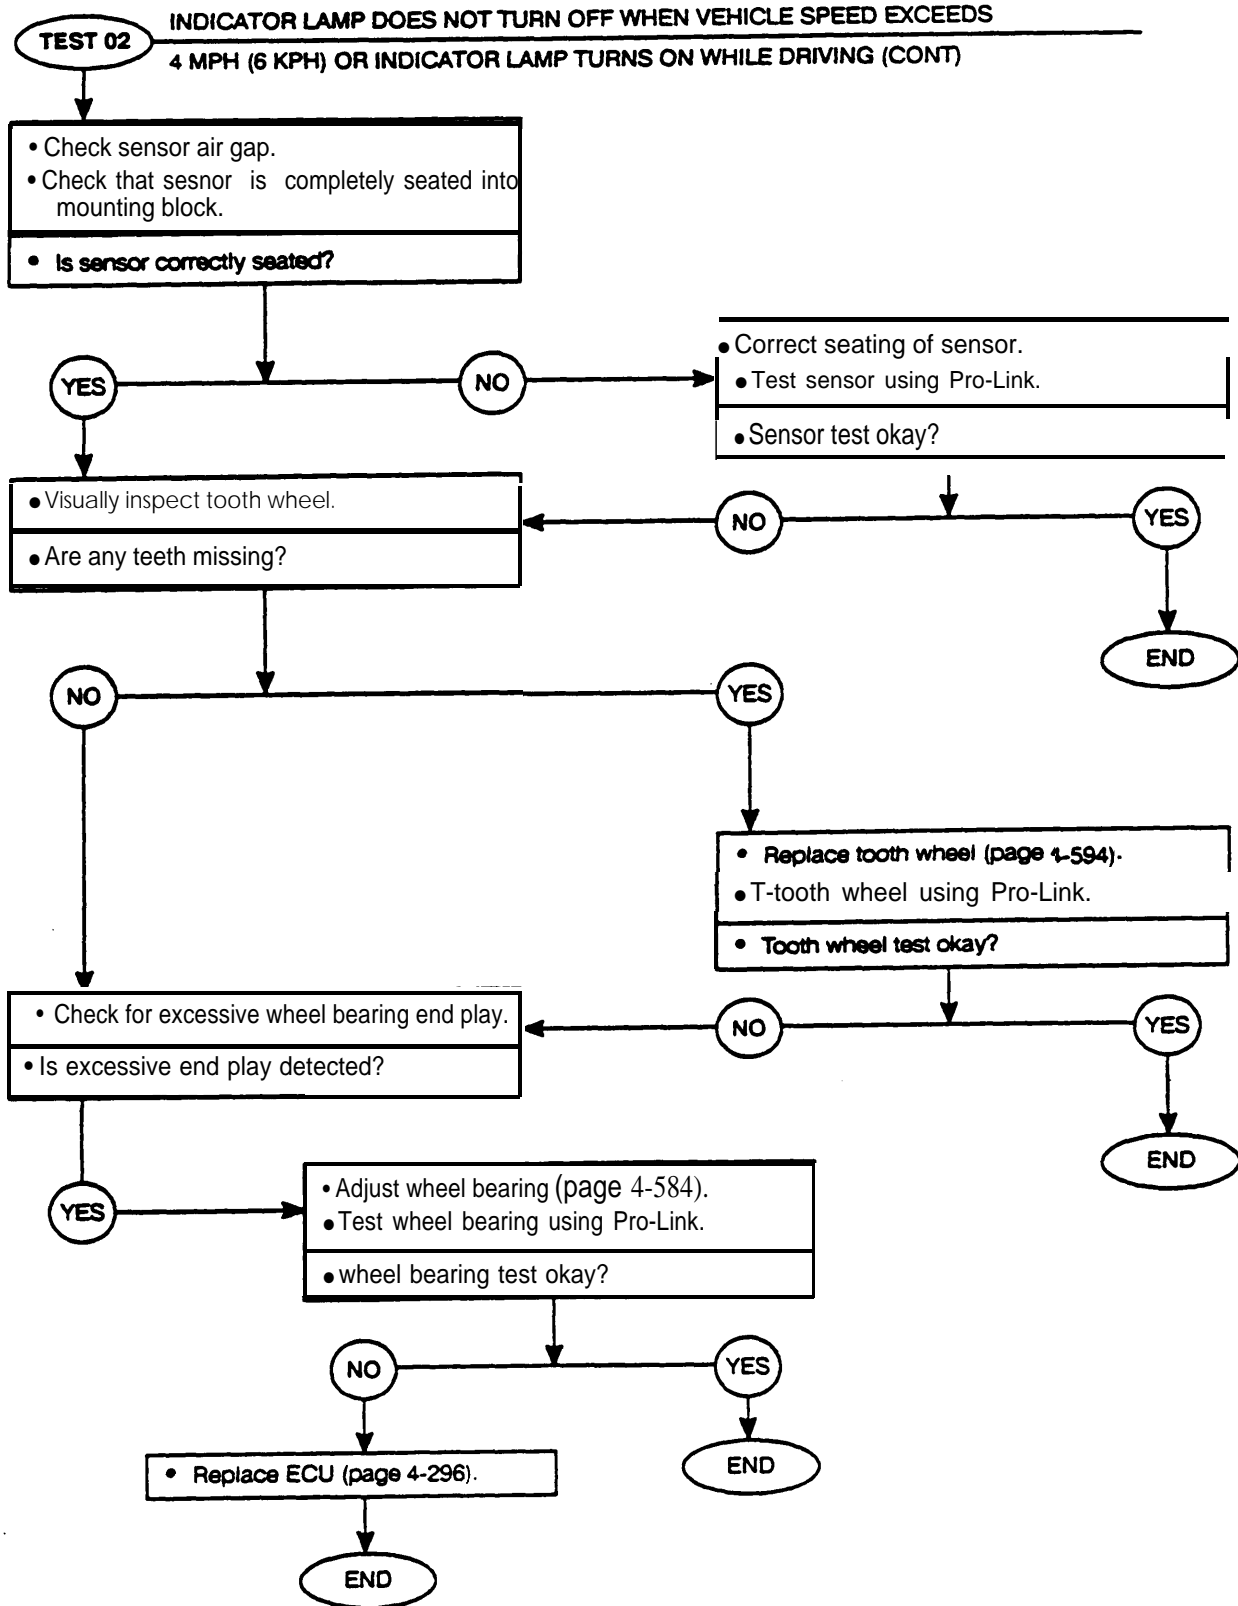 TEST 02
INDICATOR LAMP DOES NOT TURN OFF WHEN VEHICLE SPEED EXCEEDS
4 MPH (6 KPH) OR INDICATOR LAMP TURNS ON WHILE DRIVING (CONT)
• Check sensor air gap.
• Check that sesnor is completely seated into
mounting block.
• Is sensor correctly seated?
YES
NO
• Correct seating of sensor.
• Test sensor using Pro-Link.
• Sensor test okay?
• Visually inspect tooth wheel.
• Are any teeth missing?
NO
YES
END
NO
YES
• Replace tooth wheel (page 4-594).
• T-tooth wheel using Pro-Link.
• Tooth wheel test okay?
• Check for excessive wheel bearing end play.
• Is excessive end play detected?
NO
YES
END
YES
• Adjust wheel bearing (page 4-584).
• Test wheel bearing using Pro-Link.
• wheel bearing test okay?
NO
YES
• Replace ECU (page 4-296).
END
END